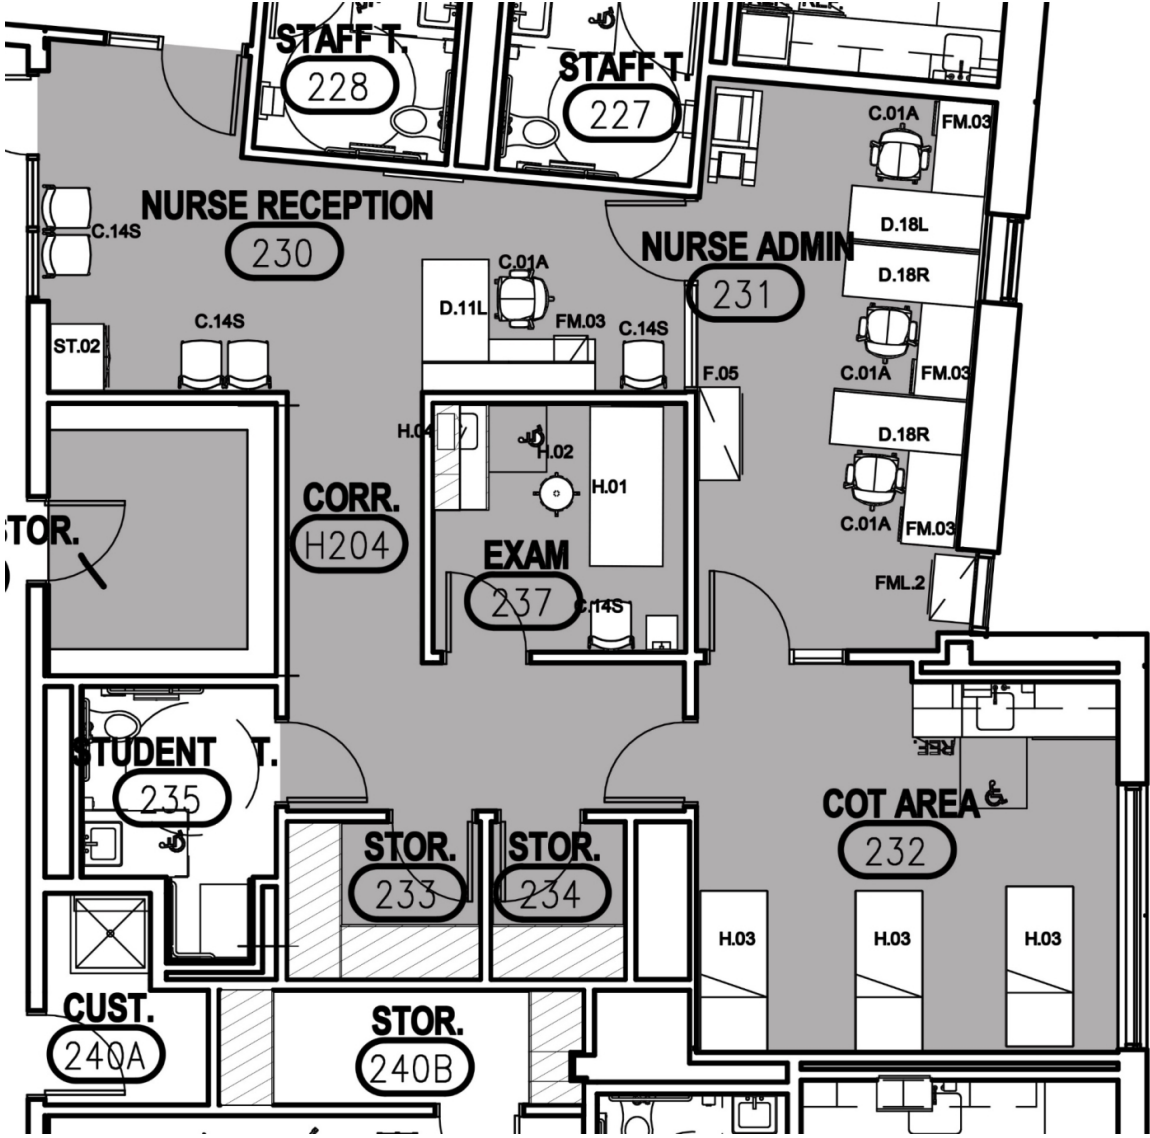 STAFF T.
228
STAFF T.
227
C.01A
FM.03
NURSE RECEPTION
230
C.14S
D.18L
NURSE ADMIN
231
D.18R
C.01A
D.11L
FM.03
C.14S
C.14S
ST.02
F.05
C.01A
FM.03
H.04
H.02
H.01
D.18R
CORR.
H204
C.01A
FM.03
STOR.
EXAM
237
C.14S
FML.2
STUDENT T.
235
REF.
COT AREA
232
STOR.
233
STOR.
234
H.03
H.03
H.03
CUST.
240A
STOR.
240B